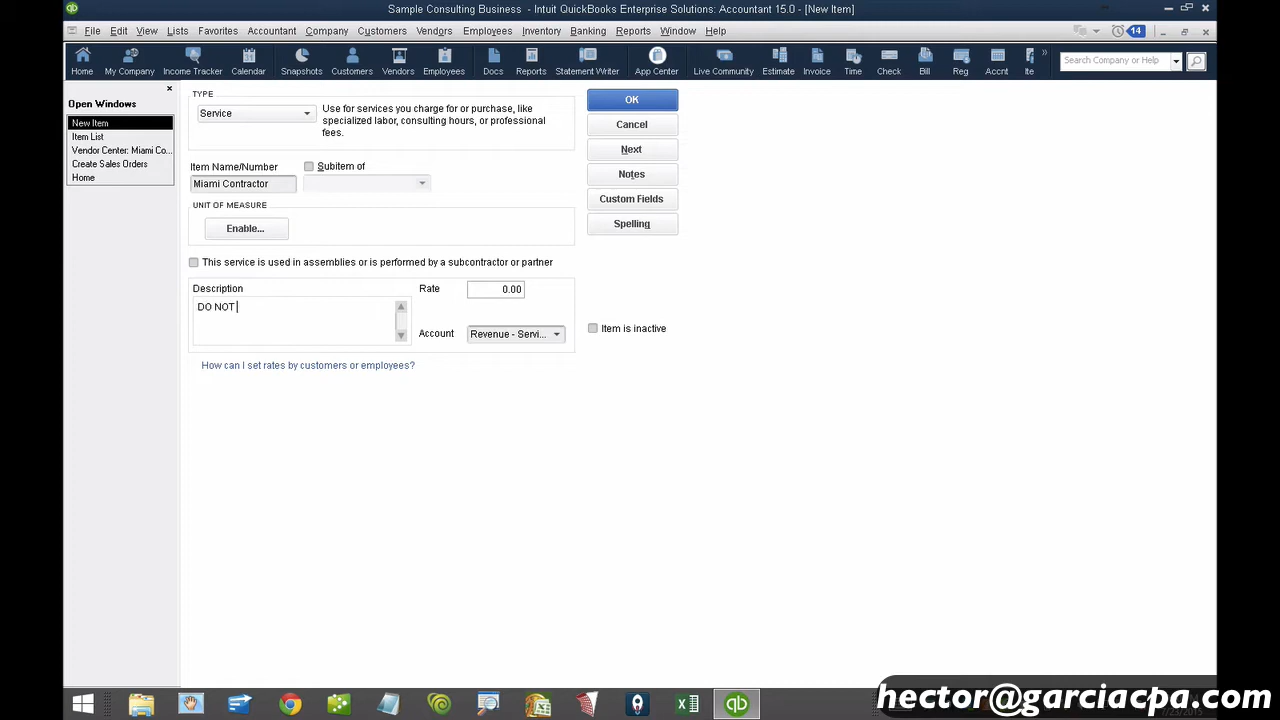 Sample Consulting Business - Intuit QuickBooks Enterprise Solutions: Accountant 15.0 - [New Item]
File Edit View Lists Favorites Accountant Company Customers Vendors Employees Inventory Banking Reports Window Help
14
Home My Company Income Tracker Calendar Snapshots Customers Vendors Employees Docs Reports Statement Writer App Center Live Community Estimate Invoice Time Check Bill Reg Accnt Ite
Search Company or Help
Open Windows
New Item
Item List
Vendor Center: Miami Co...
Create Sales Orders
Home
TYPE
Service
Use for services you charge for or purchase, like
specialized labor, consulting hours, or professional
fees.
Item Name/Number
Subitem of
Miami Contractor
UNIT OF MEASURE
Enable...
This service is used in assemblies or is performed by a subcontractor or partner
Description
DO NOT
Rate
0.00
Account
Revenue - Servi...
How can I set rates by customers or employees?
OK
Cancel
Next
Notes
Custom Fields
Spelling
Item is inactive
hector@garciacpa.com